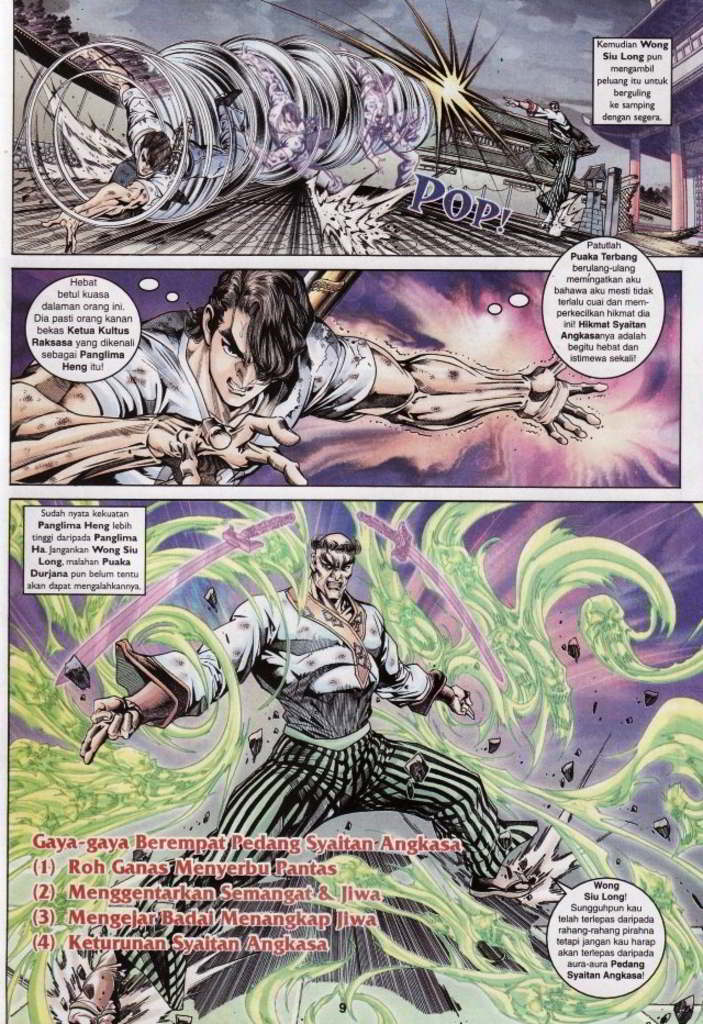 Kemudian Wong
Siu Long pun
mengambil
peluang itu untuk
berguling
ke samping
dengan segera.
POP!
Hebat
betul kuasa
dalaman orang ini.
Dia pasti orang kanan
bekas Ketua Kultus
Raksasa yang dikenali
sebagai Panglima
Heng itu!
Patutlah
Puaka Terbang
berulang-ulang
memingatkan aku
bahawa aku mesti tidak
terlalu cuai dan mem-
perkecilkan hikmat dia
ini! Hikmat Syaitan
Angkasanya adalah
begitu hebat dan
istimewa sekali!
Sudah nyata kekuatan
Panglima Heng lebih
tinggi daripada Panglima
Ha. Jangankan Wong Siu
Long, malahan Puaka
Durjana pun belum tentu
akan dapat mengalahkannya.
Gaya-gaya Berempat Pedang Syaitan Angkasa
(1) Roh Ganas Menyerbu Pantas
(2) Menggentarkan Semangat & Jiwa
(3) Mengejar Badai Menangkap Jiwa
(4) Keturunan Syaitan Angkasa
Wong
Siu Long!
Sungguhpun kau
telah terlepas daripada
rahang-rahang pirahna
tetapi jangan kau harap
akan terlepas daripada
aura-aura Pedang
Syaitan Angkasa!
9